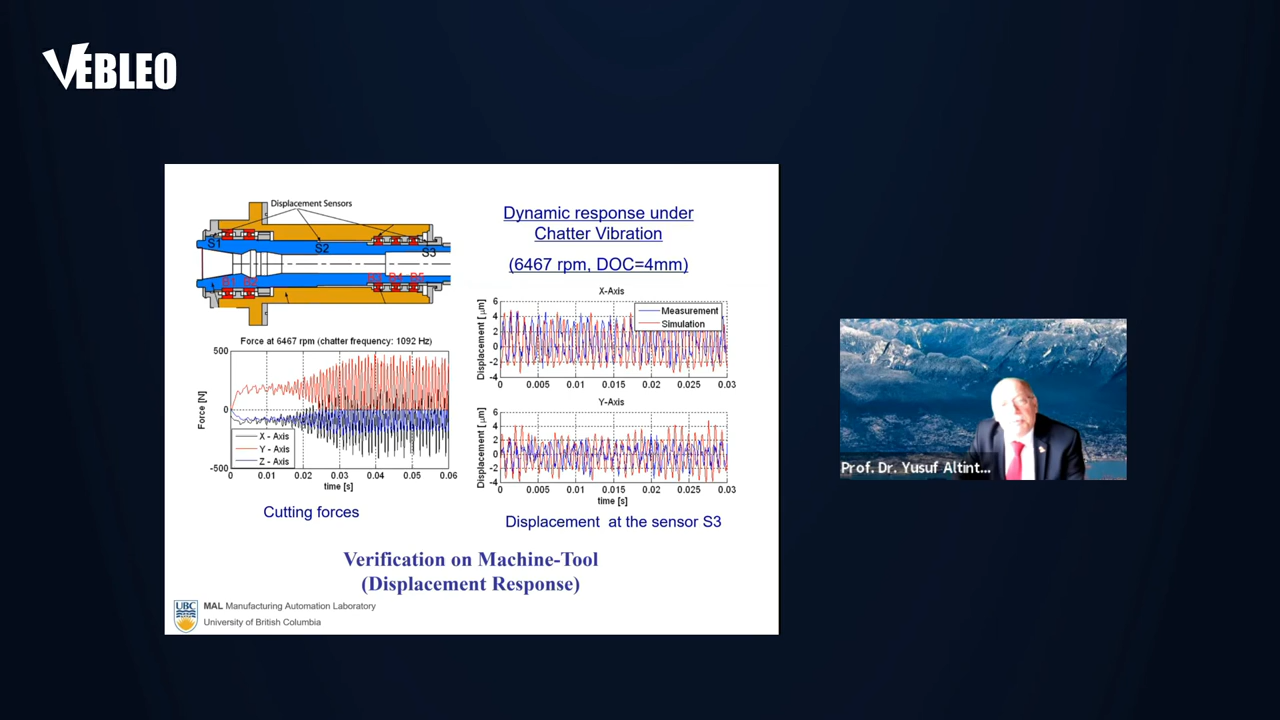 VEBLEO
Displacement Sensors
S1
S2
S3
B1 B2
B3 B4 B5
Dynamic response under
Chatter Vibration
(6467 rpm, DOC=4mm)
Force at 6467 rpm (chatter frequency: 1092 Hz)
500
0
-500
Force [N]
X - Axis
Y - Axis
Z - Axis
0 0.01 0.02 0.03 0.04 0.05 0.06
time [s]
Cutting forces
X-Axis
Displacement [µm]
6
4
2
0
-2
-4
Measurement
Simulation
0 0.005 0.01 0.015 0.02 0.025 0.03
Y-Axis
Displacement [µm]
6
4
2
0
-2
-4
0 0.005 0.01 0.015 0.02 0.025 0.03
time [s]
Displacement at the sensor S3
Verification on Machine-Tool
(Displacement Response)
UBC
MAL Manufacturing Automation Laboratory
University of British Columbia
Prof. Dr. Yusuf Altint...